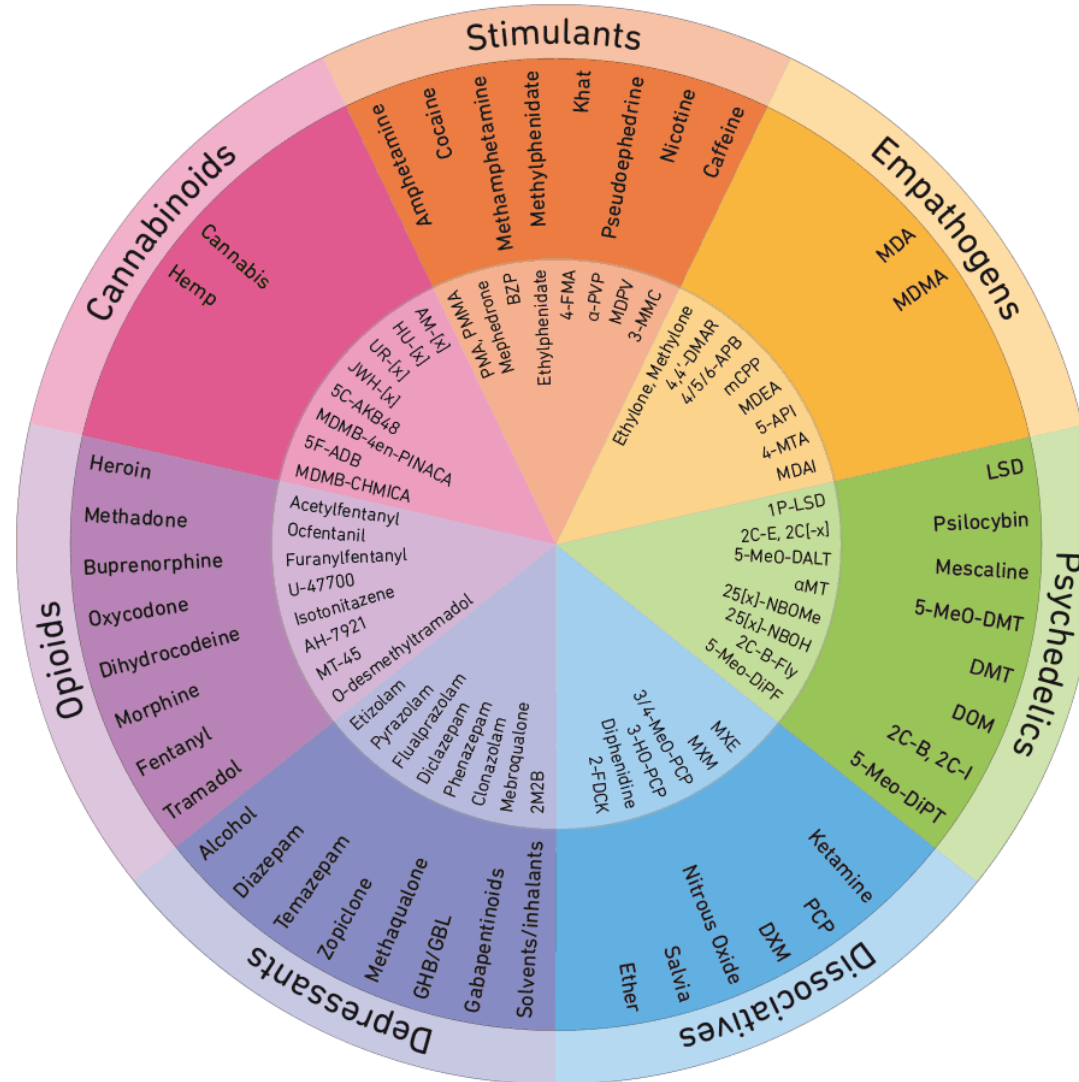 Stimulants
Amphetamine
Cocaine
Methamphetamine
Methylphenidate
Khat
Pseudoephedrine
Nicotine
Caffeine
PMA, PMMA
Mephedrone
BZP
Ethylphenidate
4-FMA
α-PVP
MDPV
3-MMC
Empathogens
MDA
MDMA
Ethylone, Methylone
4,4'-DMAR
4/5/6-APB
mCPP
MDEA
5-API
4-MTA
MDAI
Psychedelics
LSD
Psilocybin
Mescaline
5-MeO-DMT
DMT
DOM
2C-B, 2C-I
5-Meo-DiPT
1P-LSD
2C-E, 2C[-x]
5-MeO-DALT
αMT
25[x]-NBOMe
25[x]-NBOH
2C-B-Fly
5-Meo-DiPF
Dissociatives
Ketamine
PCP
DXM
Nitrous Oxide
Salvia
Ether
MXE
MXM
3/4-MeO-PCP
3-HO-PCP
Diphenidine
2-FDCK
Depressants
Solvents/inhalants
Gabapentinoids
GHB/GBL
Methaqualone
Zopiclone
Temazepam
Diazepam
Alcohol
2M2B
Mebroqualone
Clonazolam
Phenazepam
Diclazepam
Flualprazolam
Pyrazolam
Etizolam
Opioids
Heroin
Methadone
Buprenorphine
Oxycodone
Dihydrocodeine
Morphine
Fentanyl
Tramadol
Acetylfentanyl
Ocfentanil
Furanylfentanyl
U-47700
Isotonitazene
AH-7921
MT-45
O-desmethyltramadol
Cannabinoids
Cannabis
Hemp
AM-[x]
HU-[x]
UR-[x]
JWH-[x]
5C-AKB48
MDMB-4en-PINACA
5F-ADB
MDMB-CHMICA